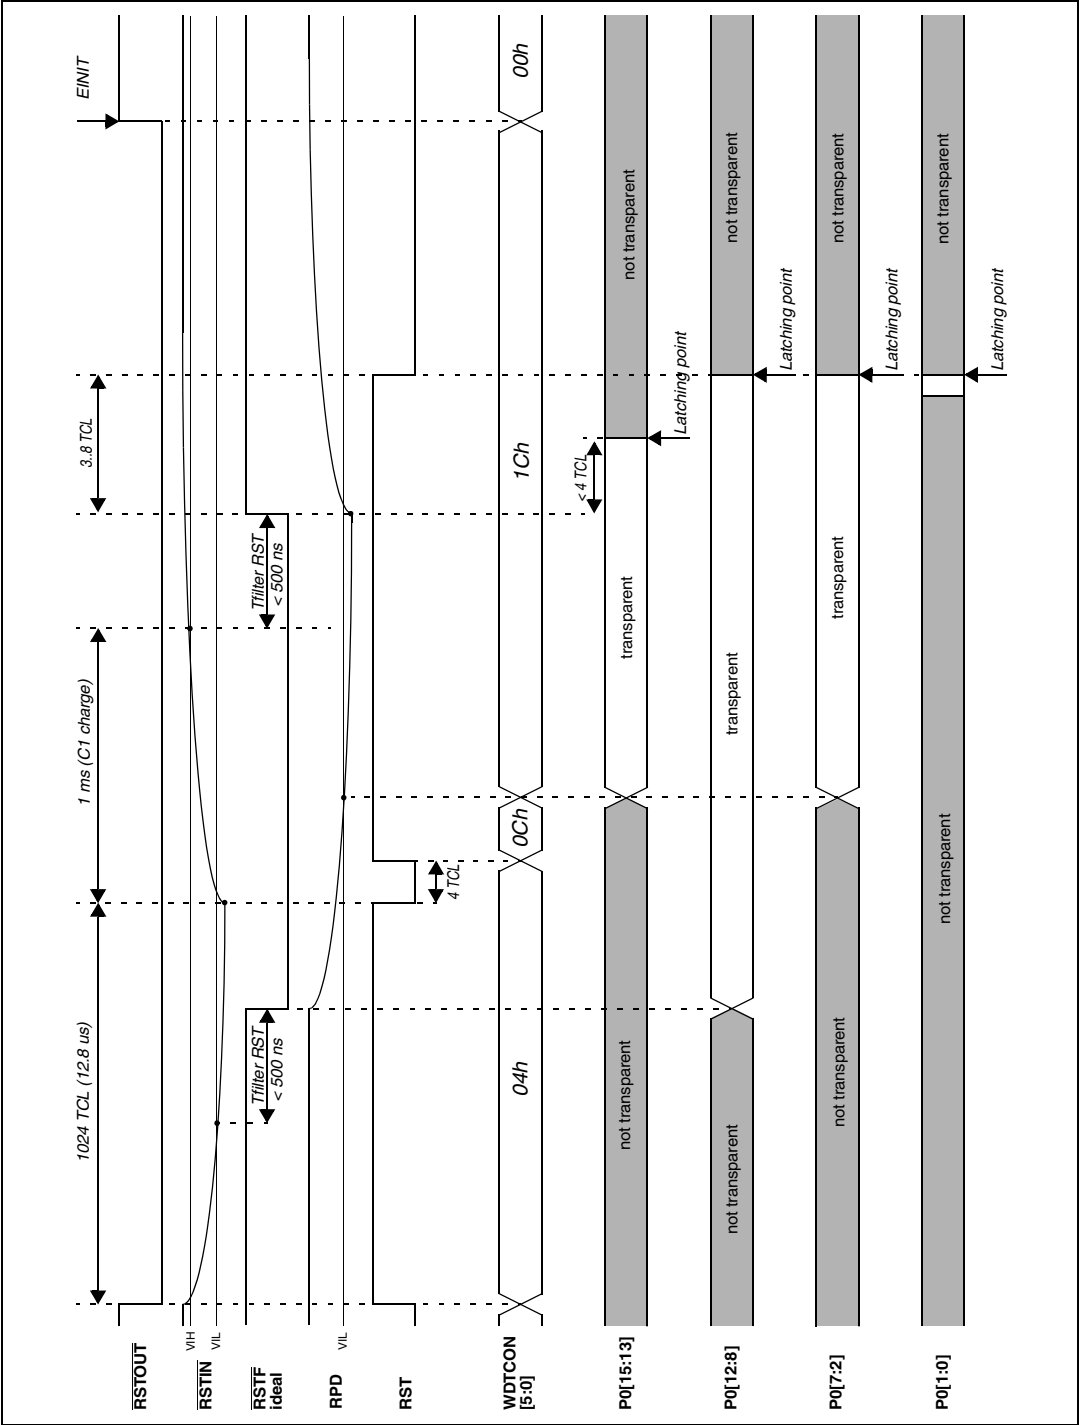 RSTOUT
EINIT
1024 TCL (12.8 us)
1 ms (C1 charge)
3..8 TCL
RSTIN
VIH
VIL
RSTF
ideal
Tfilter RST
< 500 ns
Tfilter RST
< 500 ns
RPD
VIL
RST
4 TCL
WDTCON
[5:0]
04h
0Ch
1Ch
00h
< 4 TCL
P0[15:13]
not transparent
transparent
not transparent
Latching point
P0[12:8]
not transparent
transparent
not transparent
Latching point
P0[7:2]
not transparent
transparent
not transparent
Latching point
P0[1:0]
not transparent
not transparent
Latching point